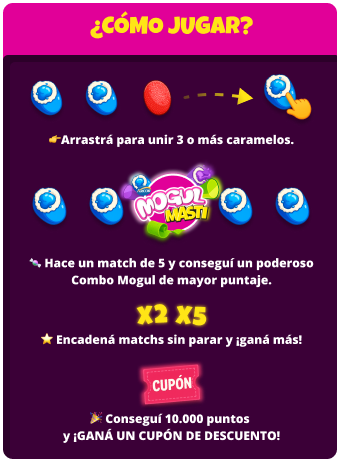 ¿CÓMO JUGAR?
Arrastrá para unir 3 o más caramelos.
MOGUL
MASTI
Hace un match de 5 y conseguí un poderoso
Combo Mogul de mayor puntaje.
X2 X5
Encadená matchs sin parar y ¡ganá más!
CUPÓN
Conseguí 10.000 puntos
y ¡GANÁ UN CUPÓN DE DESCUENTO!